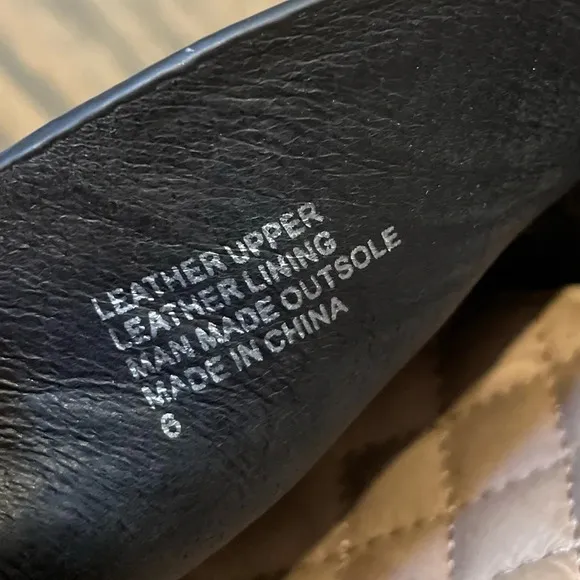 LEATHER UPPER
LEATHER LINING
MAN MADE OUTSOLE
MADE IN CHINA
6